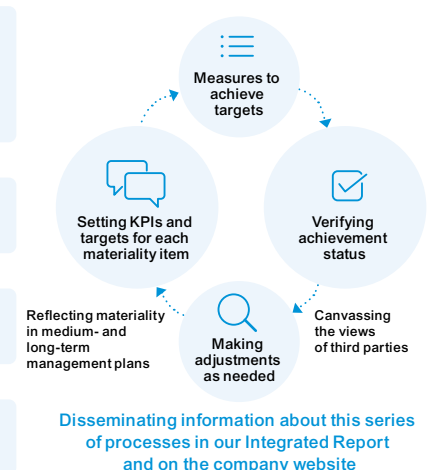 Measures to
achieve
targets
Setting KPIs and
targets for each
materiality item
Verifying
achievement
status
Reflecting materiality
in medium- and
long-term
management plans
Making
adjustments
as needed
Canvassing
the views
of third parties
Disseminating information about this series
of processes in our Integrated Report
and on the company website